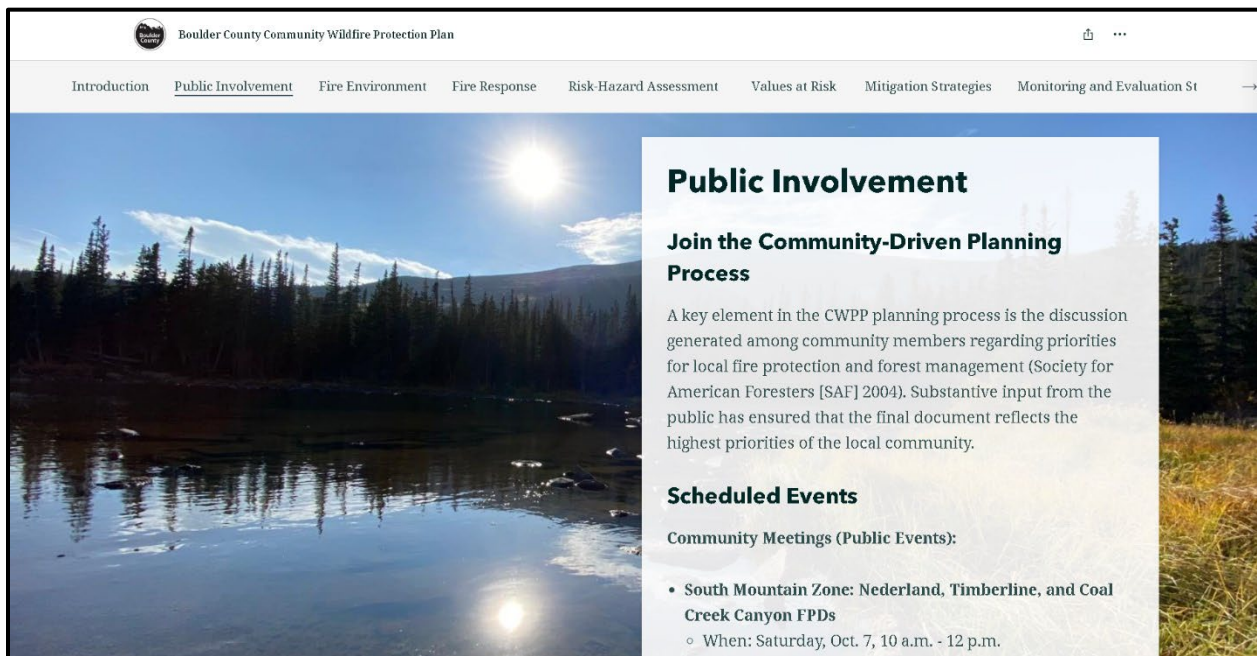 Boulder County
Boulder County Community Wildfire Protection Plan
Introduction Public Involvement Fire Environment Fire Response Risk-Hazard Assessment Values at Risk Mitigation Strategies Monitoring and Evaluation St
Public Involvement
Join the Community-Driven Planning
Process
A key element in the CWPP planning process is the discussion
generated among community members regarding priorities
for local fire protection and forest management (Society for
American Foresters [SAF] 2004). Substantive input from the
public has ensured that the final document reflects the
highest priorities of the local community.
Scheduled Events
Community Meetings (Public Events):
• South Mountain Zone: Nederland, Timberline, and Coal
Creek Canyon FPDs
○ When: Saturday, Oct. 7, 10 a.m. - 12 p.m.